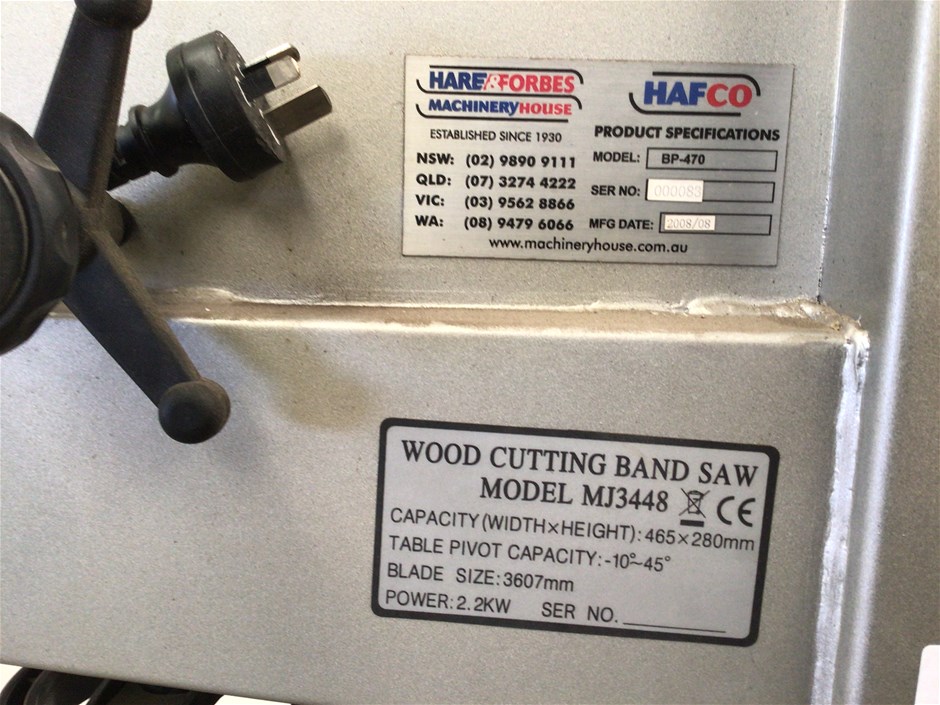 HARE&FORBES
MACHINERYHOUSE
ESTABLISHED SINCE 1930
NSW: (02) 9890 9111
QLD: (07) 3274 4222
VIC: (03) 9562 8866
WA: (08) 9479 6066
HAFCO
PRODUCT SPECIFICATIONS
MODEL: BP-470
SER NO: 000083
MFG DATE: 2008/08
www.machineryhouse.com.au
WOOD CUTTING BAND SAW
MODEL MJ3448 CE
CAPACITY(WIDTH×HEIGHT):465×280mm
TABLE PIVOT CAPACITY:-10°~45°
BLADE SIZE:3607mm
POWER:2.2KW SER NO.